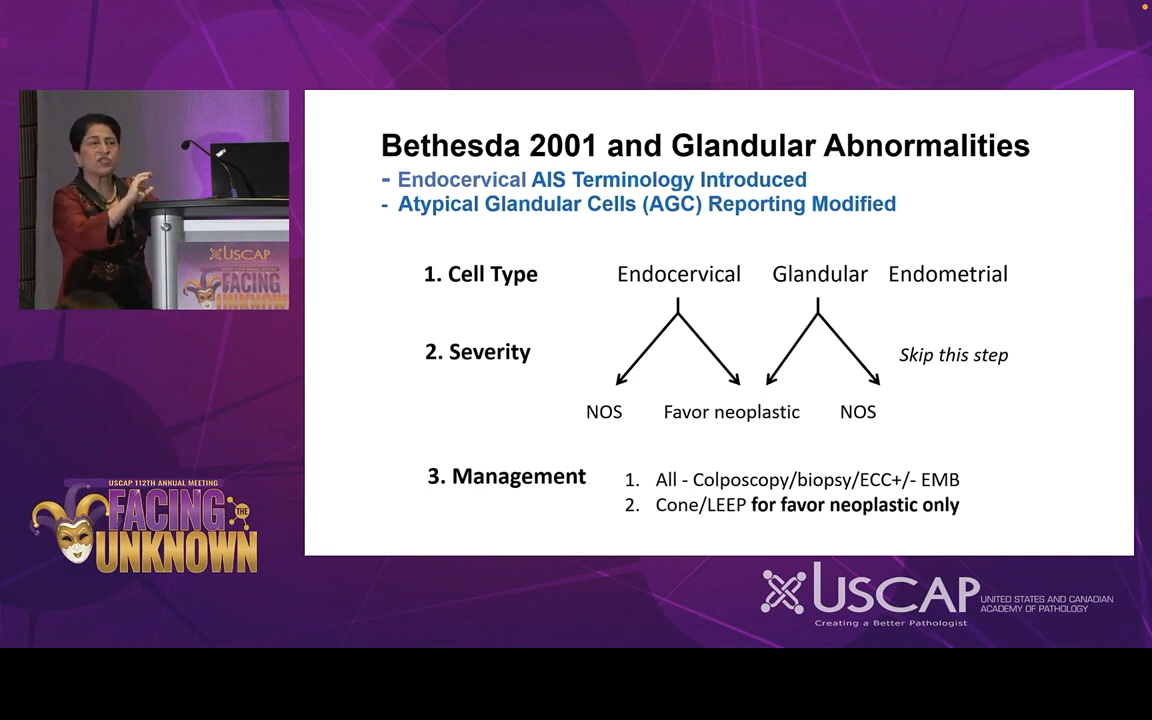 Bethesda 2001 and Glandular Abnormalities
- Endocervical AIS Terminology Introduced
- Atypical Glandular Cells (AGC) Reporting Modified
1. Cell Type Endocervical Glandular Endometrial
2. Severity Skip this step
NOS Favor neoplastic NOS
3. Management
1. All - Colposcopy/biopsy/ECC+/- EMB
2. Cone/LEEP for favor neoplastic only
USCAP
FACING
UNKNOWN
USCAP 112TH ANNUAL MEETING
FACING THE
UNKNOWN
USCAP UNITED STATES AND CANADIAN
ACADEMY OF PATHOLOGY
Creating a Better Pathologist